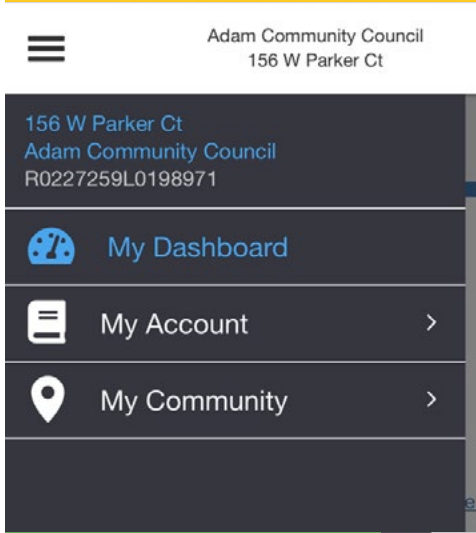 Adam Community Council
156 W Parker Ct
156 W Parker Ct
Adam Community Council
R0227259L0198971
My Dashboard
My Account
My Community
e